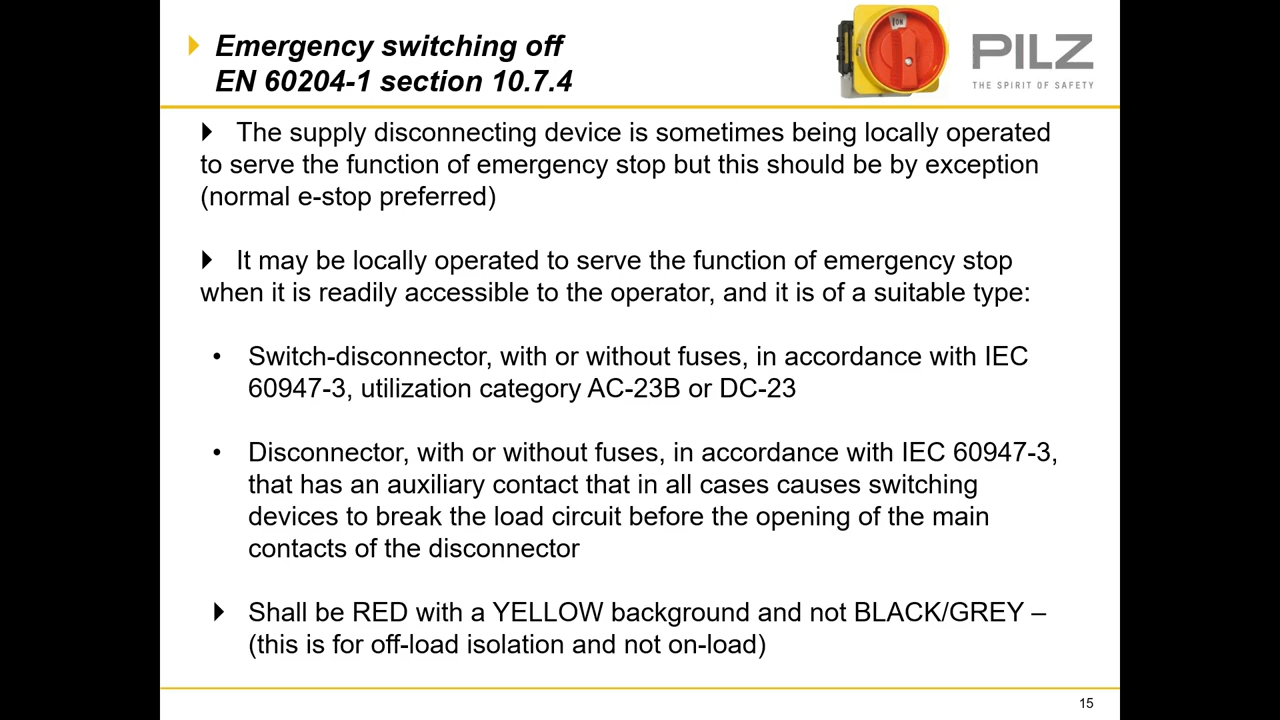 Emergency switching off
EN 60204-1 section 10.7.4
PILZ
THE SPIRIT OF SAFETY
The supply disconnecting device is sometimes being locally operated
to serve the function of emergency stop but this should be by exception
(normal e-stop preferred)
It may be locally operated to serve the function of emergency stop
when it is readily accessible to the operator, and it is of a suitable type:
• Switch-disconnector, with or without fuses, in accordance with IEC
60947-3, utilization category AC-23B or DC-23
• Disconnector, with or without fuses, in accordance with IEC 60947-3,
that has an auxiliary contact that in all cases causes switching
devices to break the load circuit before the opening of the main
contacts of the disconnector
Shall be RED with a YELLOW background and not BLACK/GREY –
(this is for off-load isolation and not on-load)
15